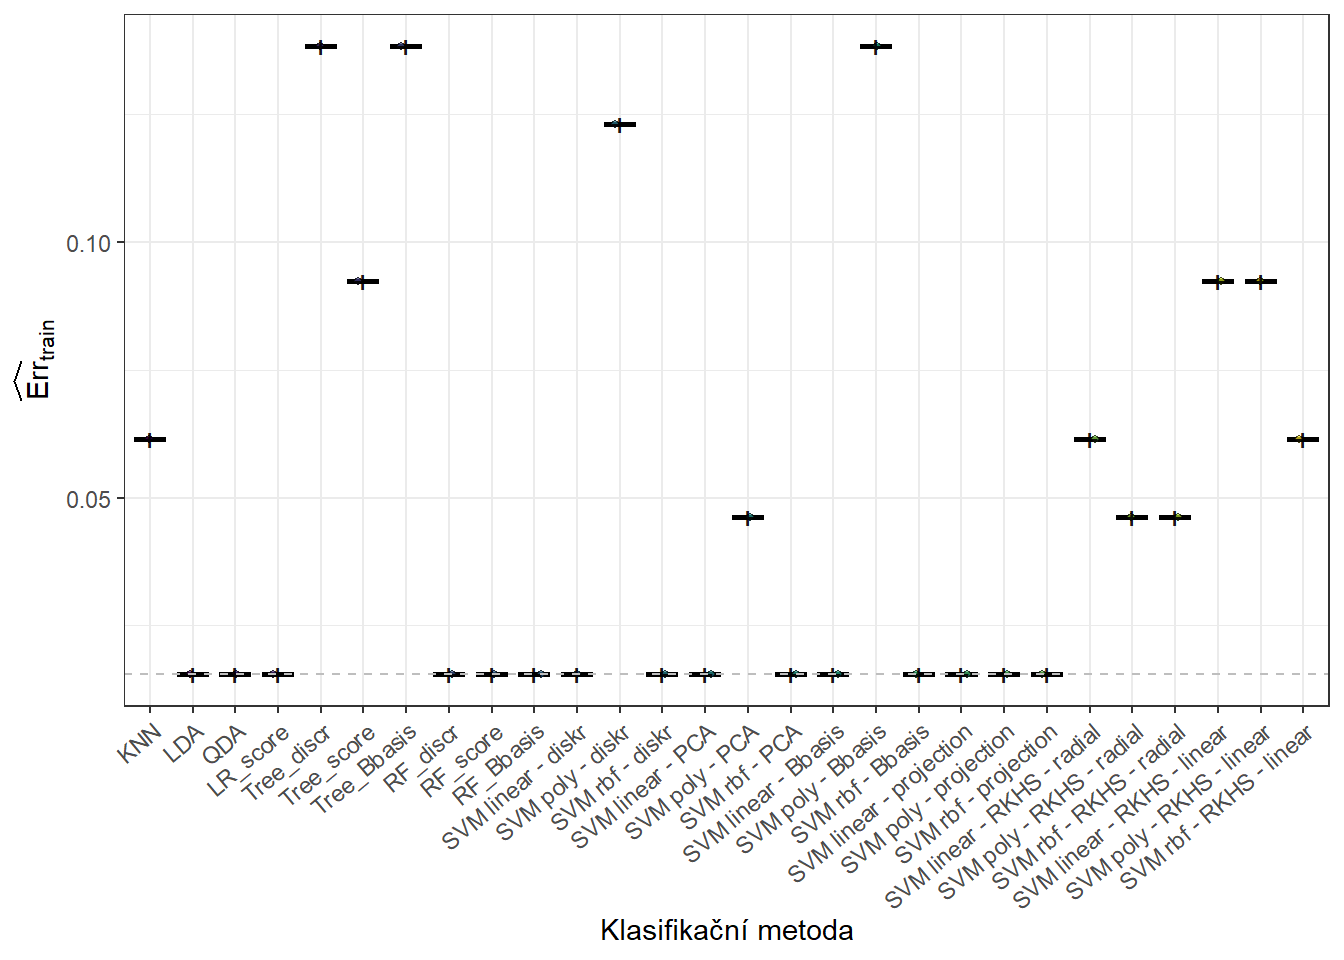 0.10
0.05
Err train
KNN
LDA
QDA
LR_score
Tree_discr
Tree_score
Tree_Bbasis
RF_discr
RF_score
RF_Bbasis
SVM linear - diskr
SVM poly - diskr
SVM rbf - diskr
SVM linear - PCA
SVM poly - PCA
SVM rbf - PCA
SVM linear - Bbasis
SVM poly - Bbasis
SVM rbf - Bbasis
SVM linear - projection
SVM poly - projection
SVM rbf - projection
SVM linear - RKHS - radial
SVM poly - RKHS - radial
SVM rbf - RKHS - radial
SVM linear - RKHS - linear
SVM poly - RKHS - linear
SVM rbf - RKHS - linear
Klasifikační metoda